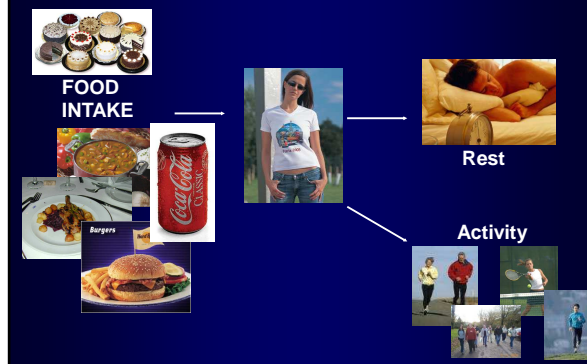 FOOD
INTAKE
Coca-Cola
CLASSIC
Burgers
Rest
Activity